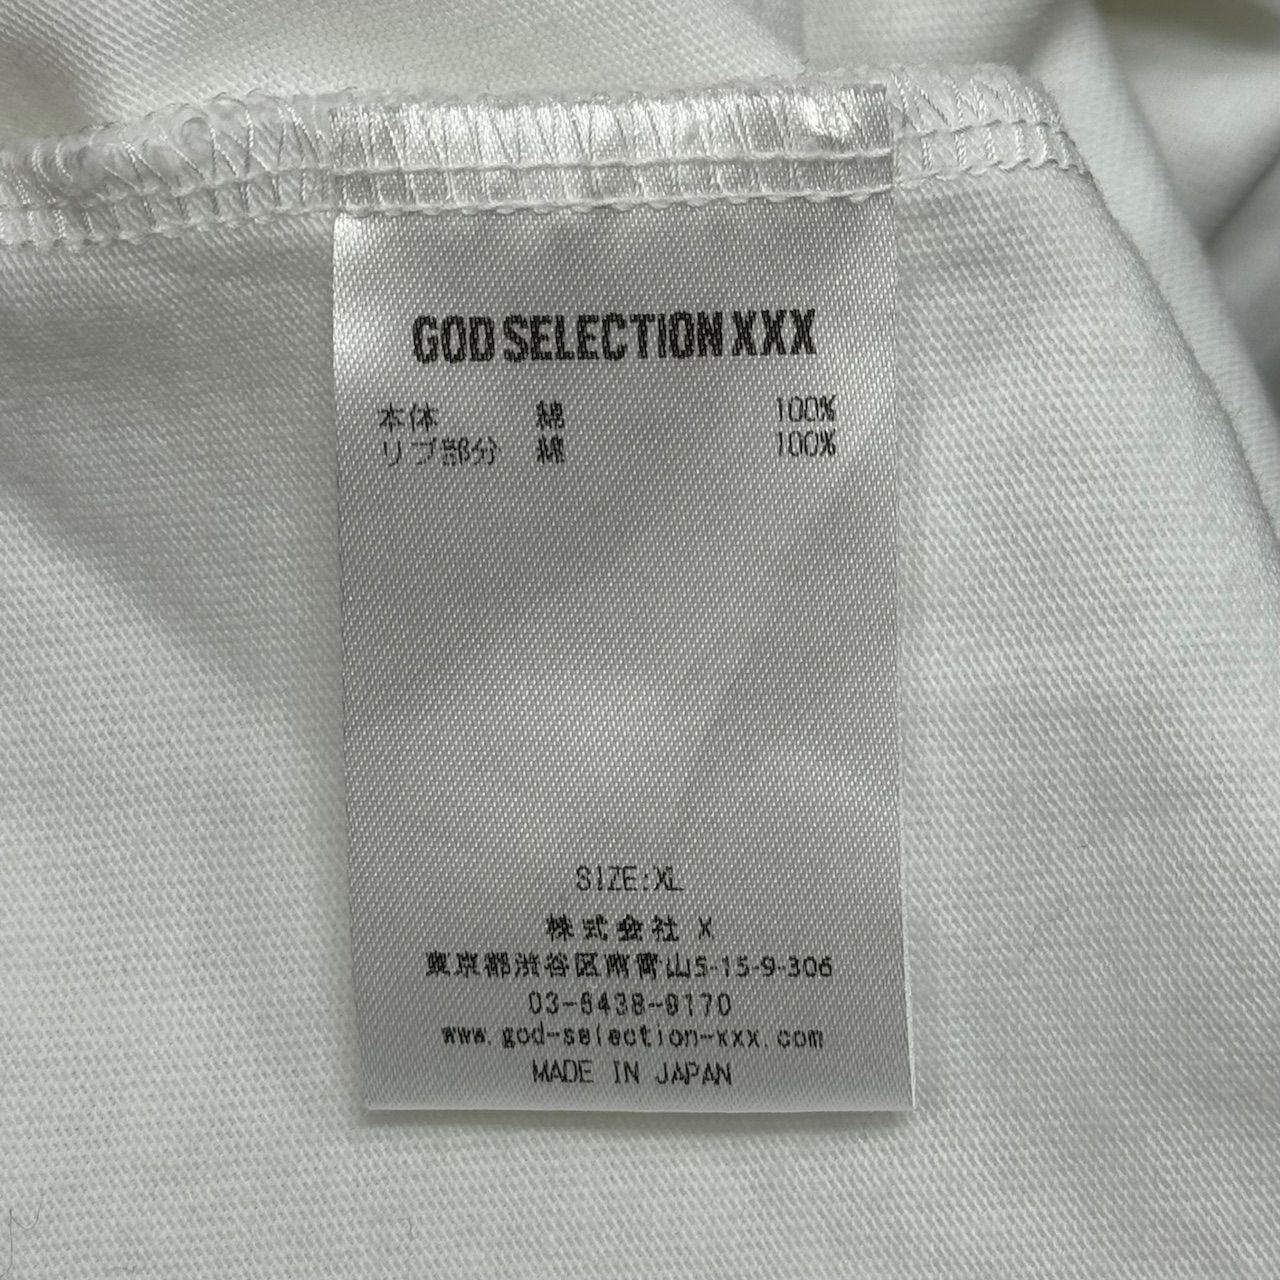 GOD SELECTION XXX
本体 綿 100%
リブ部分 綿 100%
SIZE:XL
株式会社 X
東京都渋谷区南青山5-15-9-306
03-6438-9170
www.god-selection-xxx.com
MADE IN JAPAN